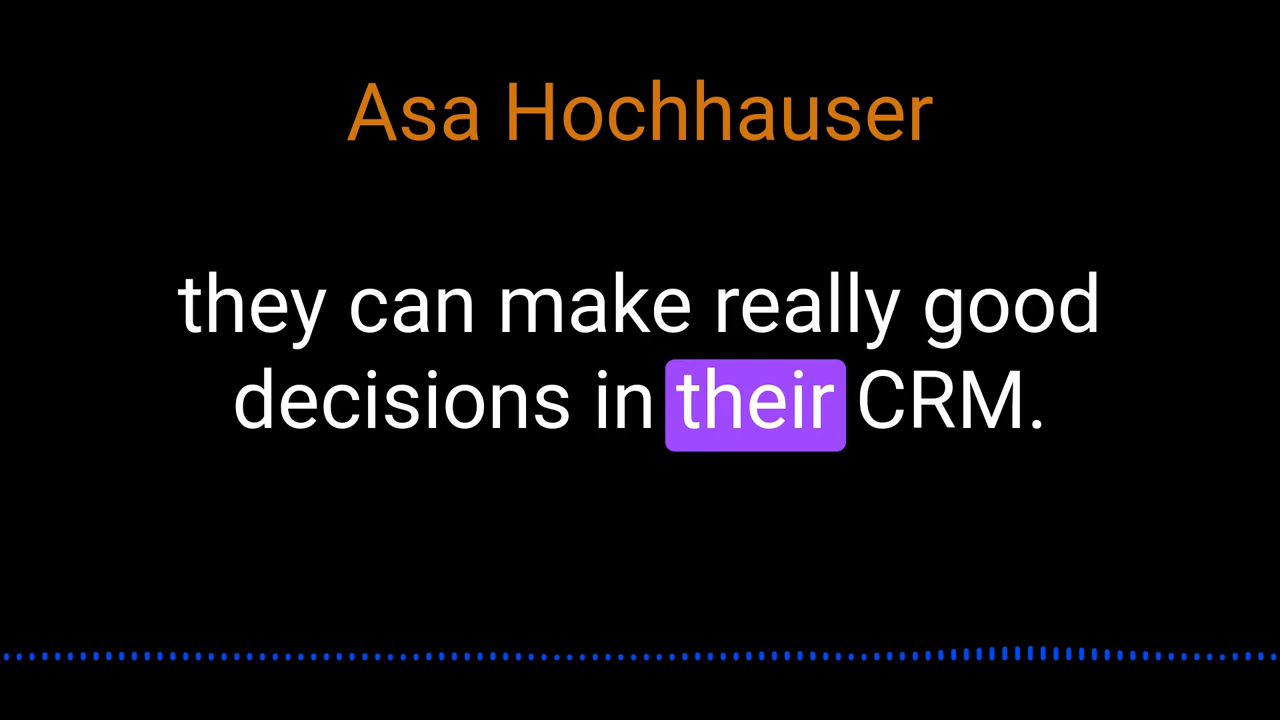 Asa Hochhauser
they can make really good
decisions in their CRM.